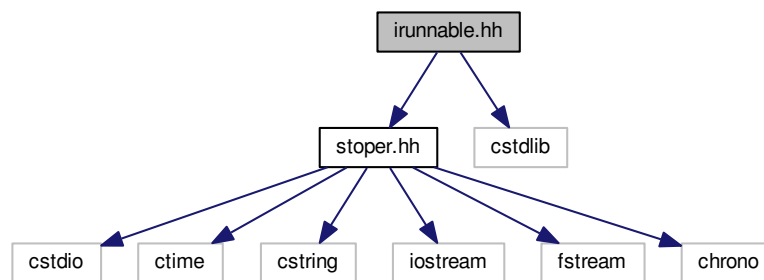 irunnable.hh
stoper.hh
cstdlib
cstdio
ctime
cstring
iostream
fstream
chrono